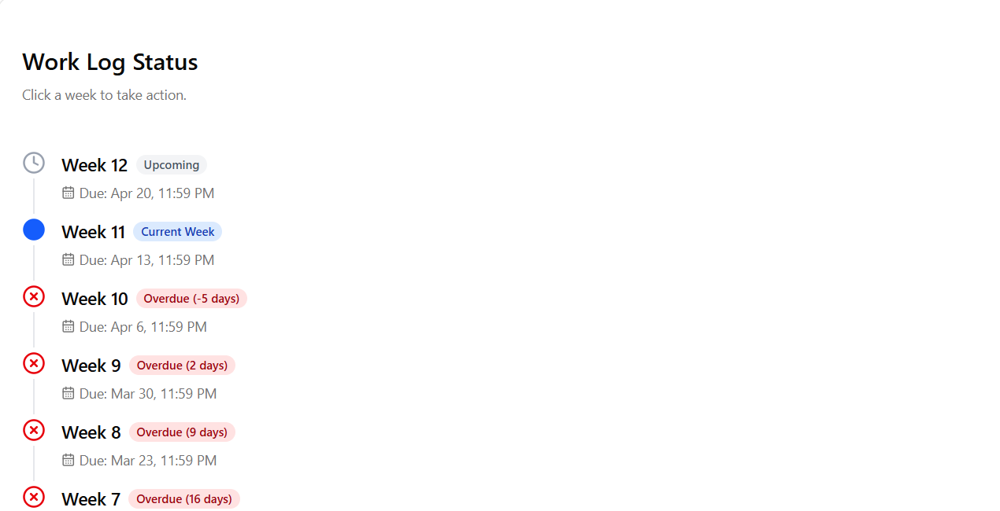 Work Log Status
Click a week to take action.
Week 12 Upcoming
Due: Apr 20, 11:59 PM
Week 11 Current Week
Due: Apr 13, 11:59 PM
Week 10 Overdue (-5 days)
Due: Apr 6, 11:59 PM
Week 9 Overdue (2 days)
Due: Mar 30, 11:59 PM
Week 8 Overdue (9 days)
Due: Mar 23, 11:59 PM
Week 7 Overdue (16 days)